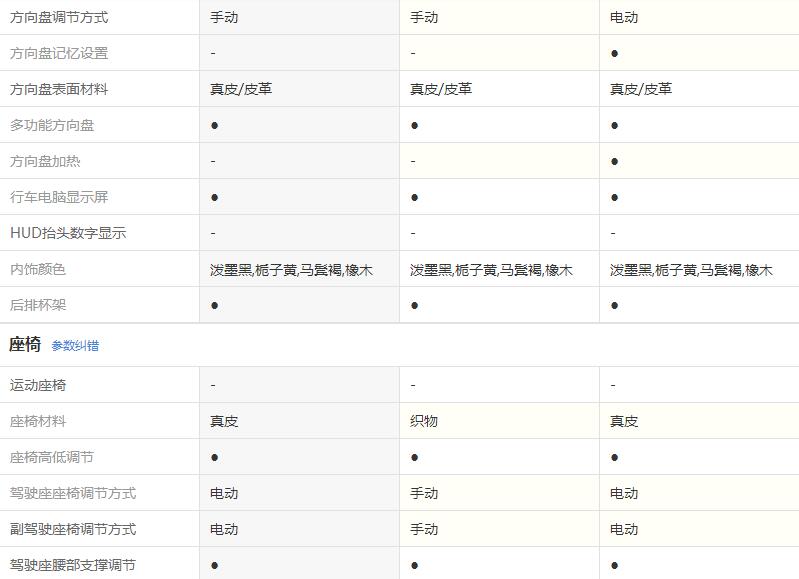 方向盘调节方式 手动 手动 电动
方向盘记忆设置 - - ●
方向盘表面材料 真皮/皮革 真皮/皮革 真皮/皮革
多功能方向盘 ● ● ●
方向盘加热 - - ●
行车电脑显示屏 ● ● ●
HUD抬头数字显示 - - -
内饰颜色 泼墨黑,栀子黄,马鬃褐,橡木 泼墨黑,栀子黄,马鬃褐,橡木 泼墨黑,栀子黄,马鬃褐,橡木
后排杯架 ● ● ●
座椅 参数纠错
运动座椅 - - -
座椅材料 真皮 织物 真皮
座椅高低调节 ● ● ●
驾驶座座椅调节方式 电动 手动 电动
副驾驶座椅调节方式 电动 手动 电动
驾驶座腰部支撑调节 ● ● ●